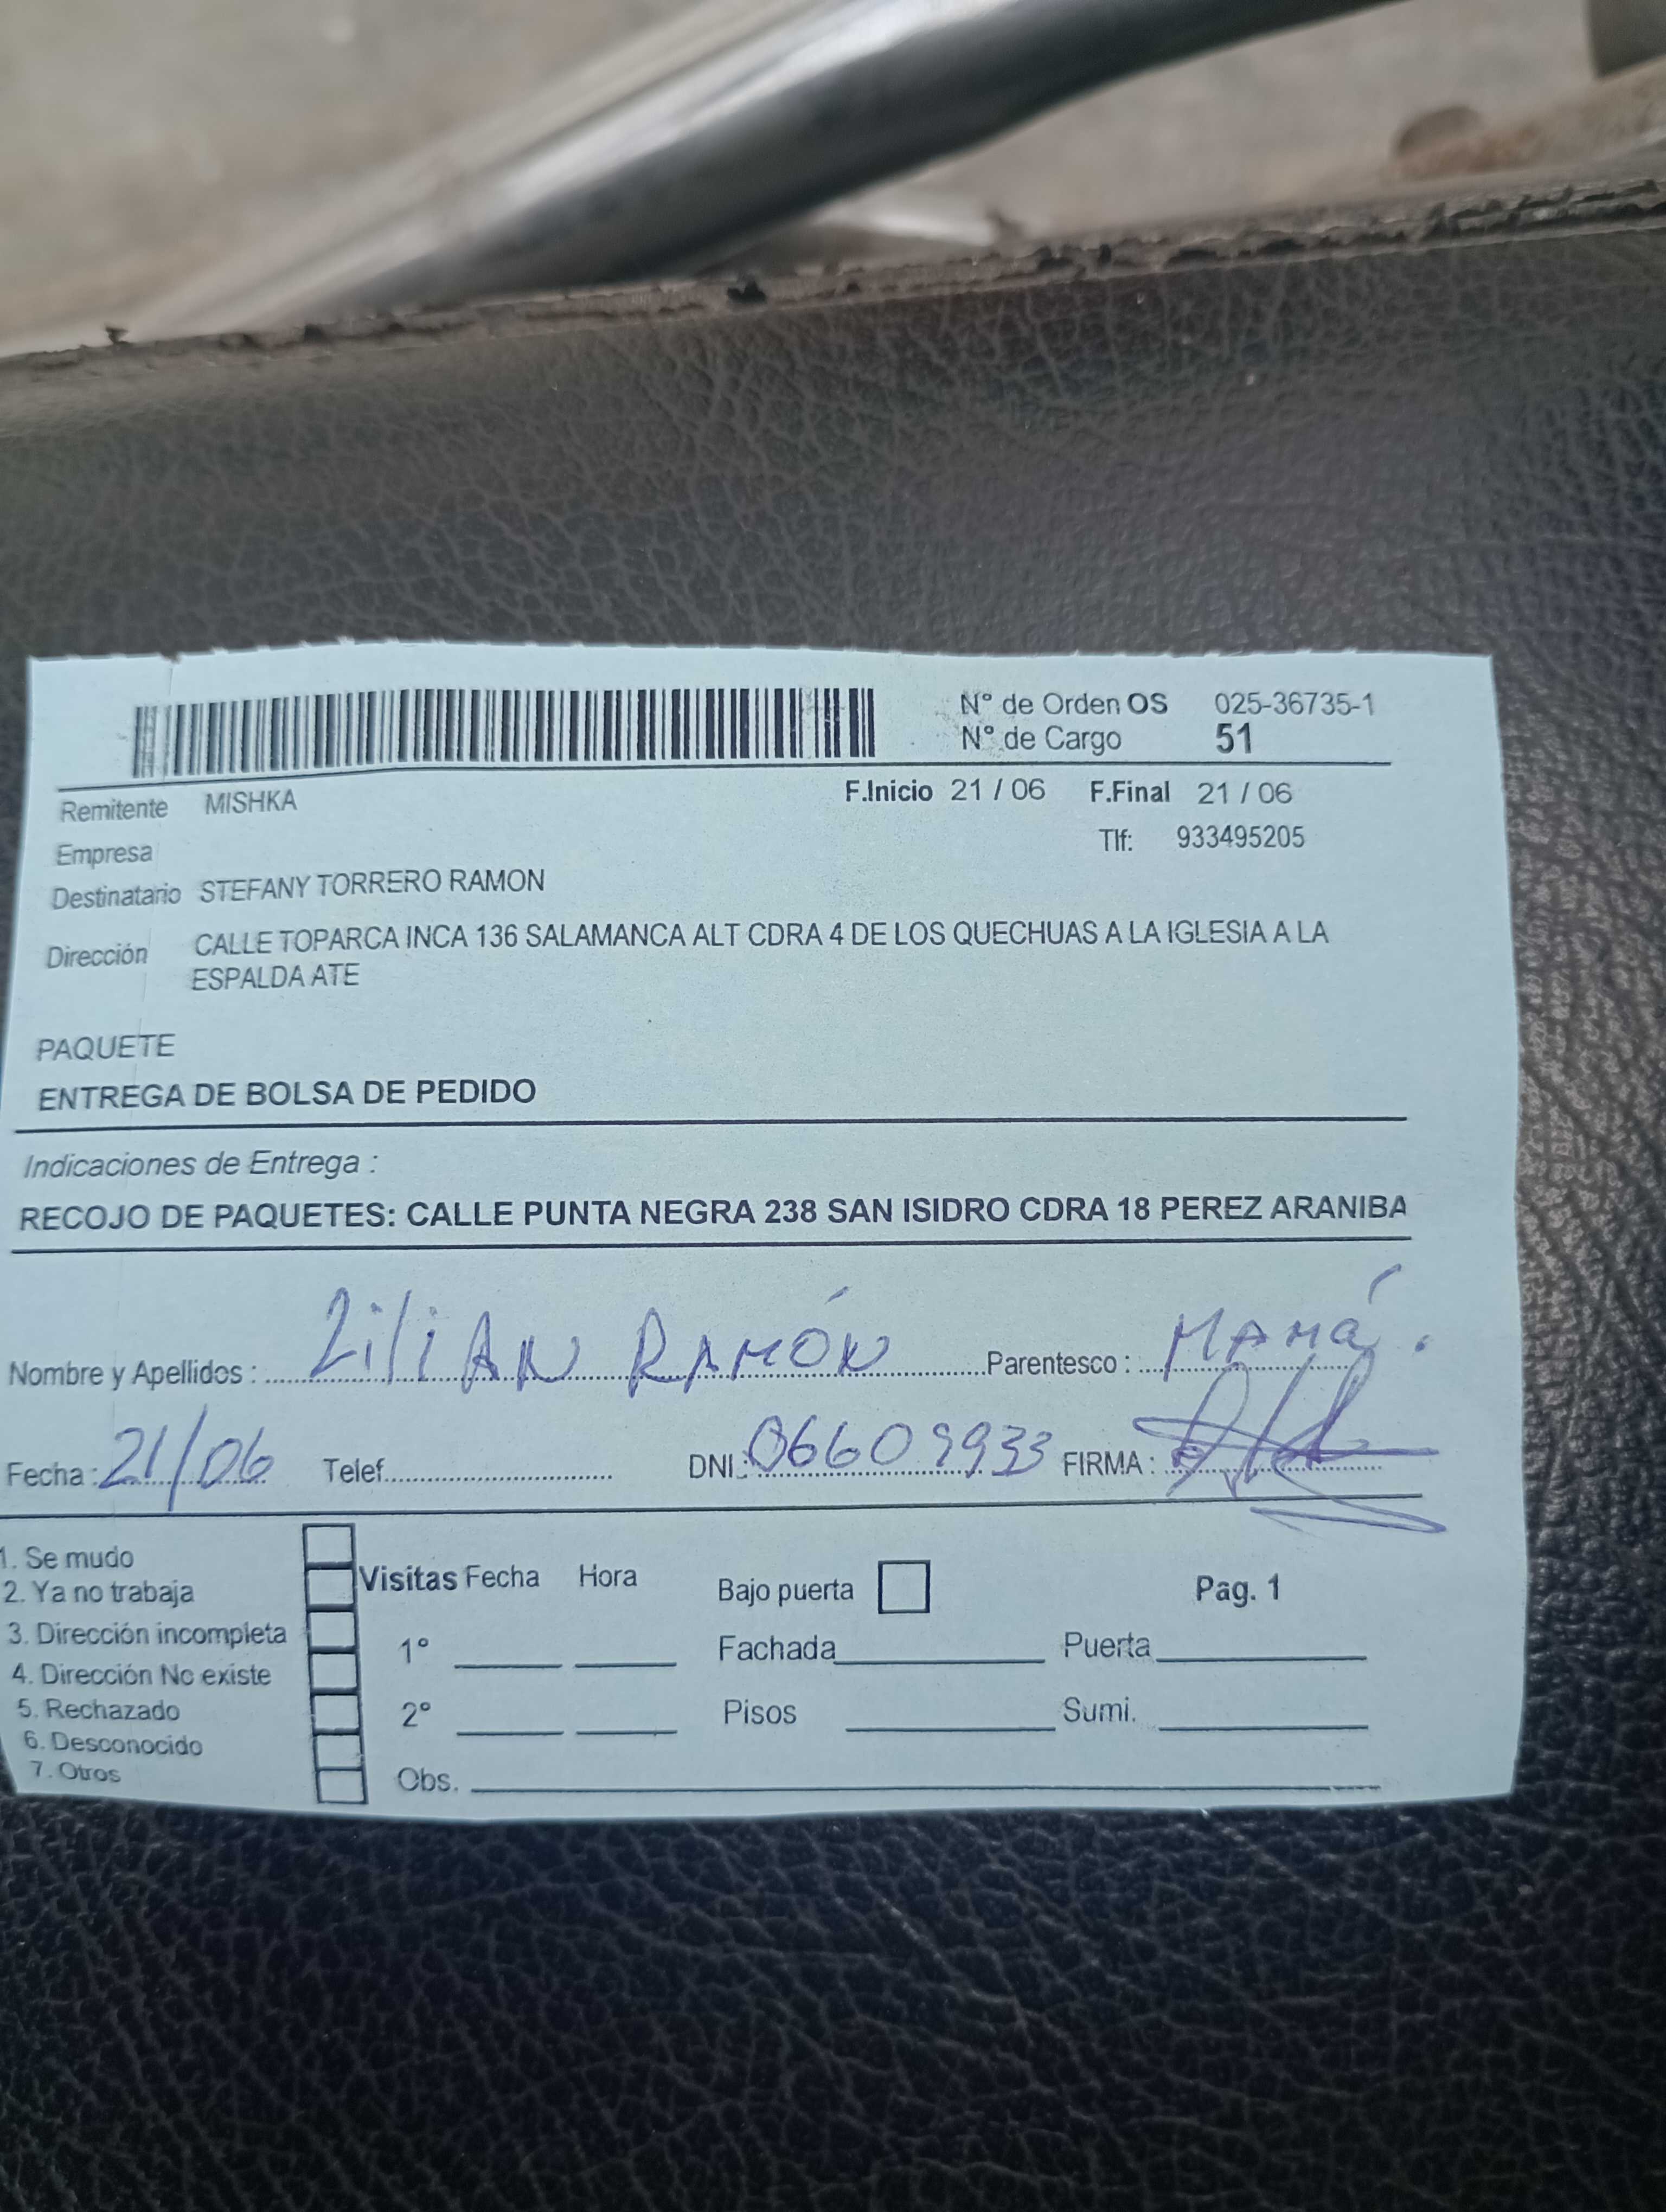 Nº de Orden OS 025-36735-1
Nº de Cargo 51
Remitente MISHKA F.Inicio 21 / 06 F.Final 21 / 06
Empresa Tlf: 933495205
Destinatario STEFANY TORRERO RAMON
Dirección CALLE TOPARCA INCA 136 SALAMANCA ALT CDRA 4 DE LOS QUECHUAS A LA IGLESIA A LA
ESPALDA ATE
PAQUETE
ENTREGA DE BOLSA DE PEDIDO
Indicaciones de Entrega :
RECOJO DE PAQUETES: CALLE PUNTA NEGRA 238 SAN ISIDRO CDRA 18 PEREZ ARANIBA
Nombre y Apellidos : LiliAN RAMÓN Parentesco : MAMá.
Fecha : 21/06 Telef. DNI: 06609933 FIRMA :
1. Se mudo
2. Ya no trabaja
3. Dirección incompleta
4. Dirección No existe
5. Rechazado
6. Desconocido
7. Otros
Visitas Fecha Hora Bajo puerta Pag. 1
1º Fachada Puerta
2º Pisos Sumi.
Obs.